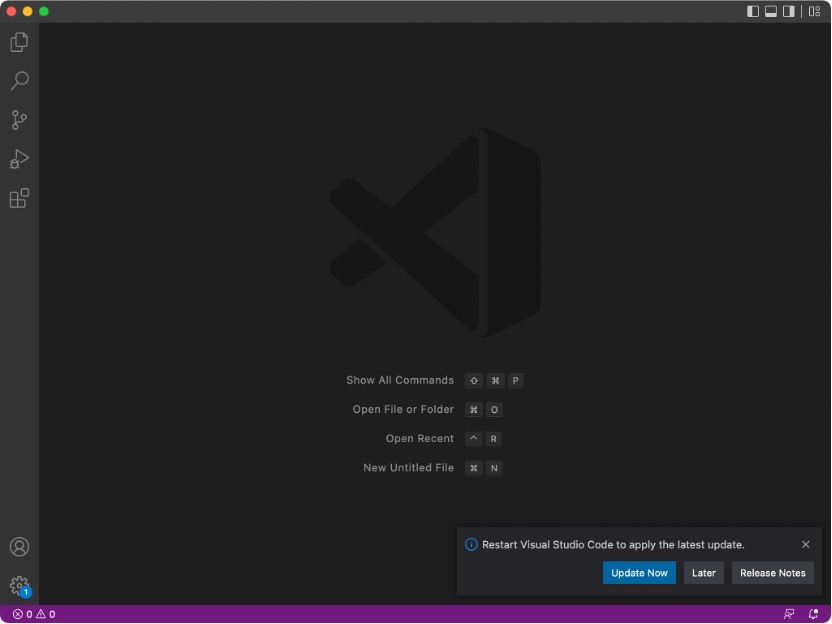 Show All Commands ⇧ ⌘ P
Open File or Folder ⌘ O
Open Recent ^ R
New Untitled File ⌘ N
Restart Visual Studio Code to apply the latest update.
Update Now Later Release Notes
1
0 0